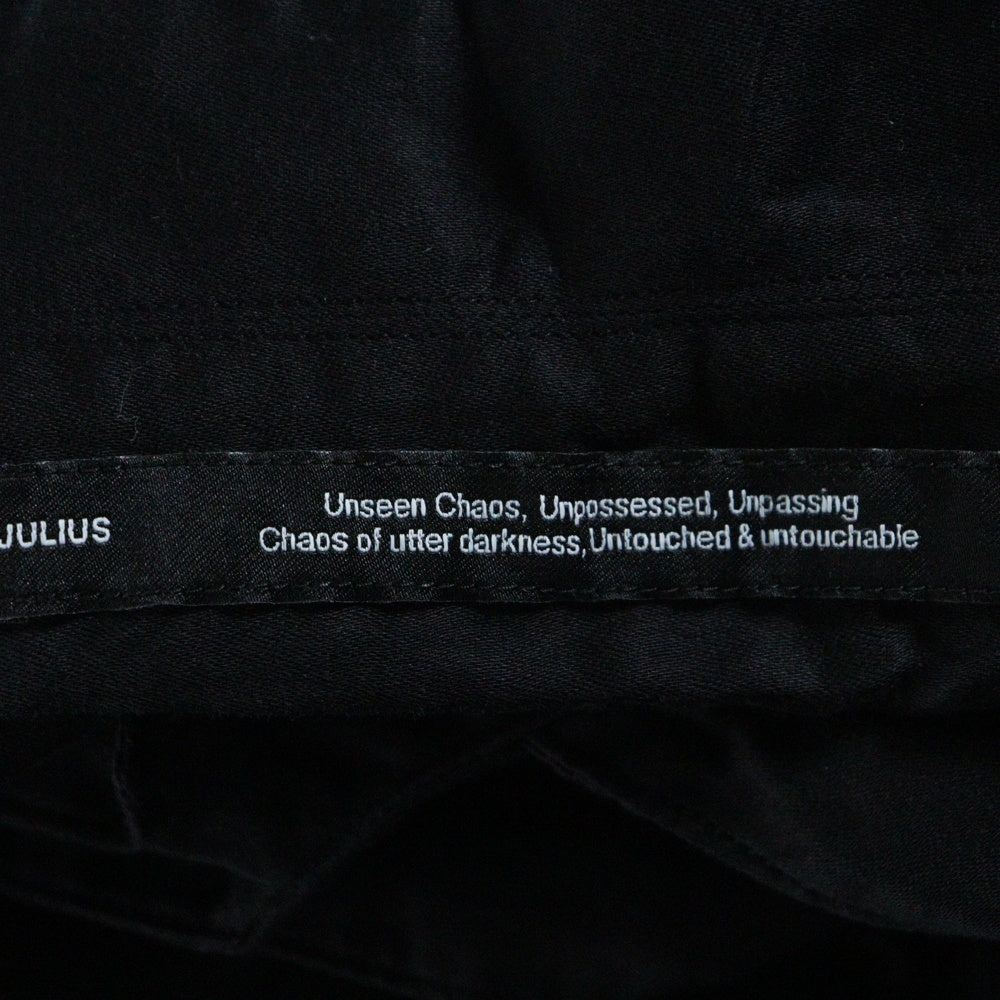 JULIUS
Unseen Chaos, Unpossessed, Unpassing
Chaos of utter darkness,Untouched & untouchable